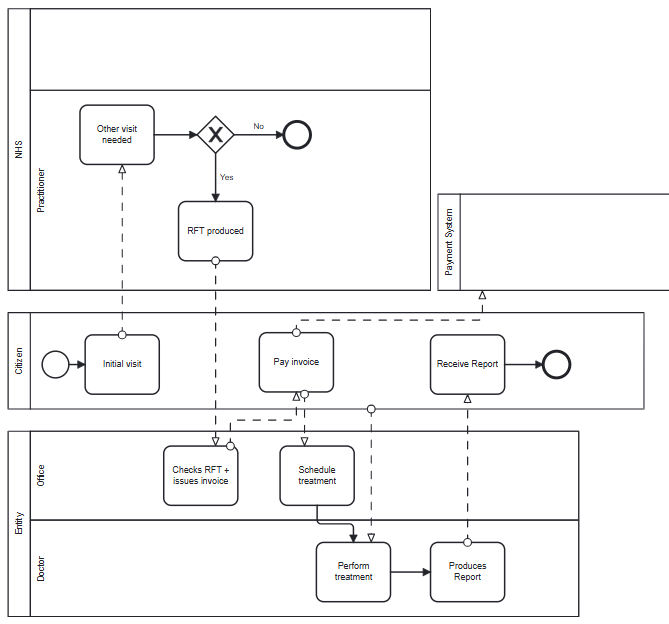 NHS
Practitioner
Other visit
needed
No
Yes
RFT produced
Payment System
Citizen
Initial visit
Pay invoice
Receive Report
Entity
Office
Checks RFT +
issues invoice
Schedule
treatment
Doctor
Perform
treatment
Produces
Report